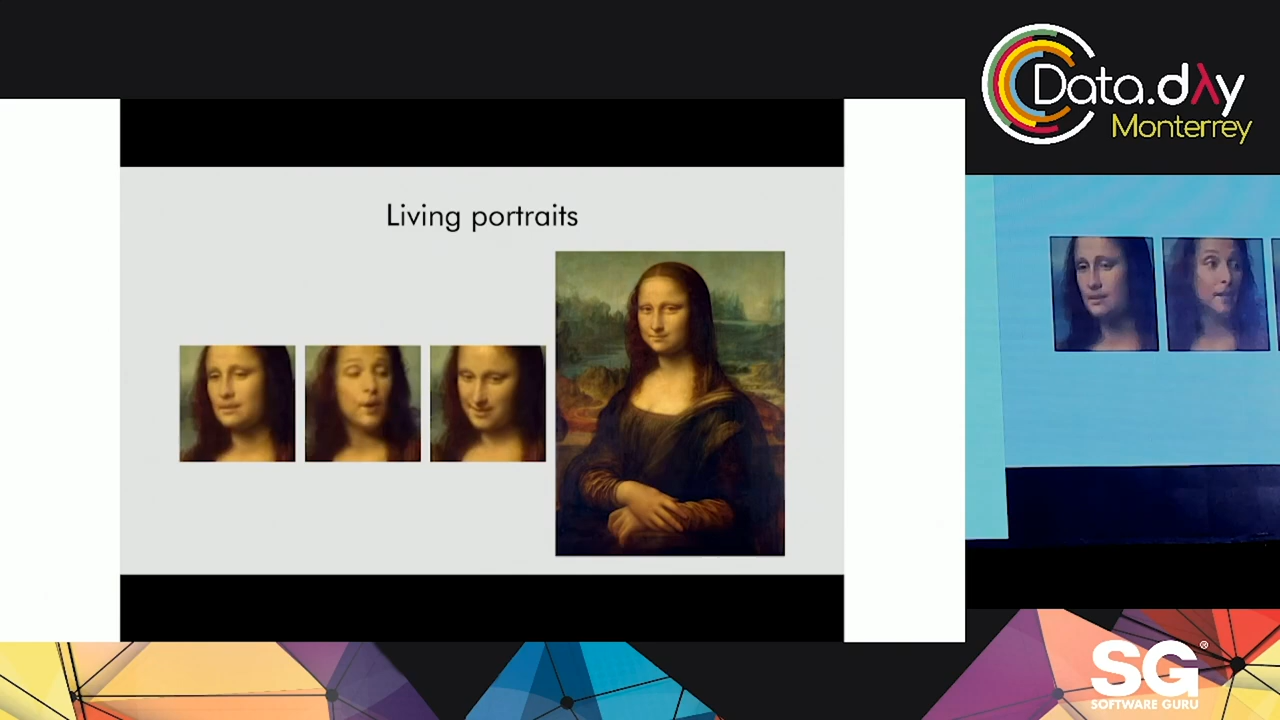 Data.dλy
Monterrey
Living portraits
SG®
SOFTWARE GURU